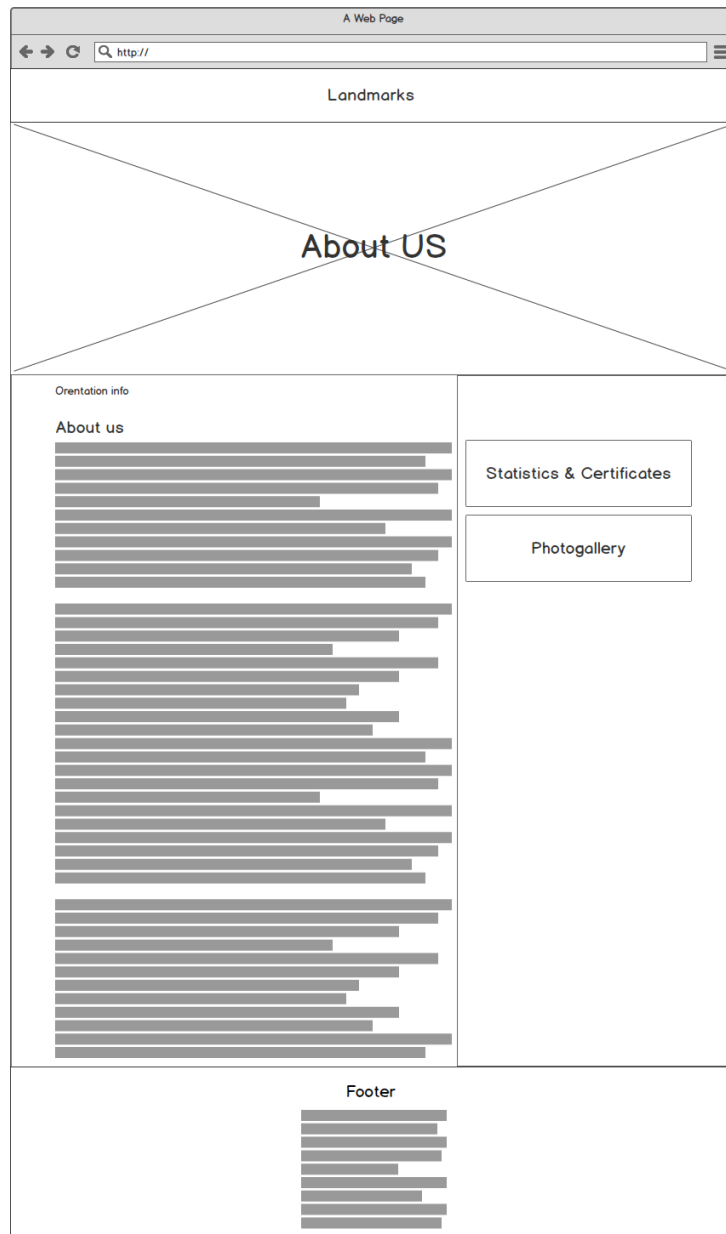 A Web Page
http://
Landmarks
About US
Orentation info
About us
Statistics & Certificates
Photogallery
Footer